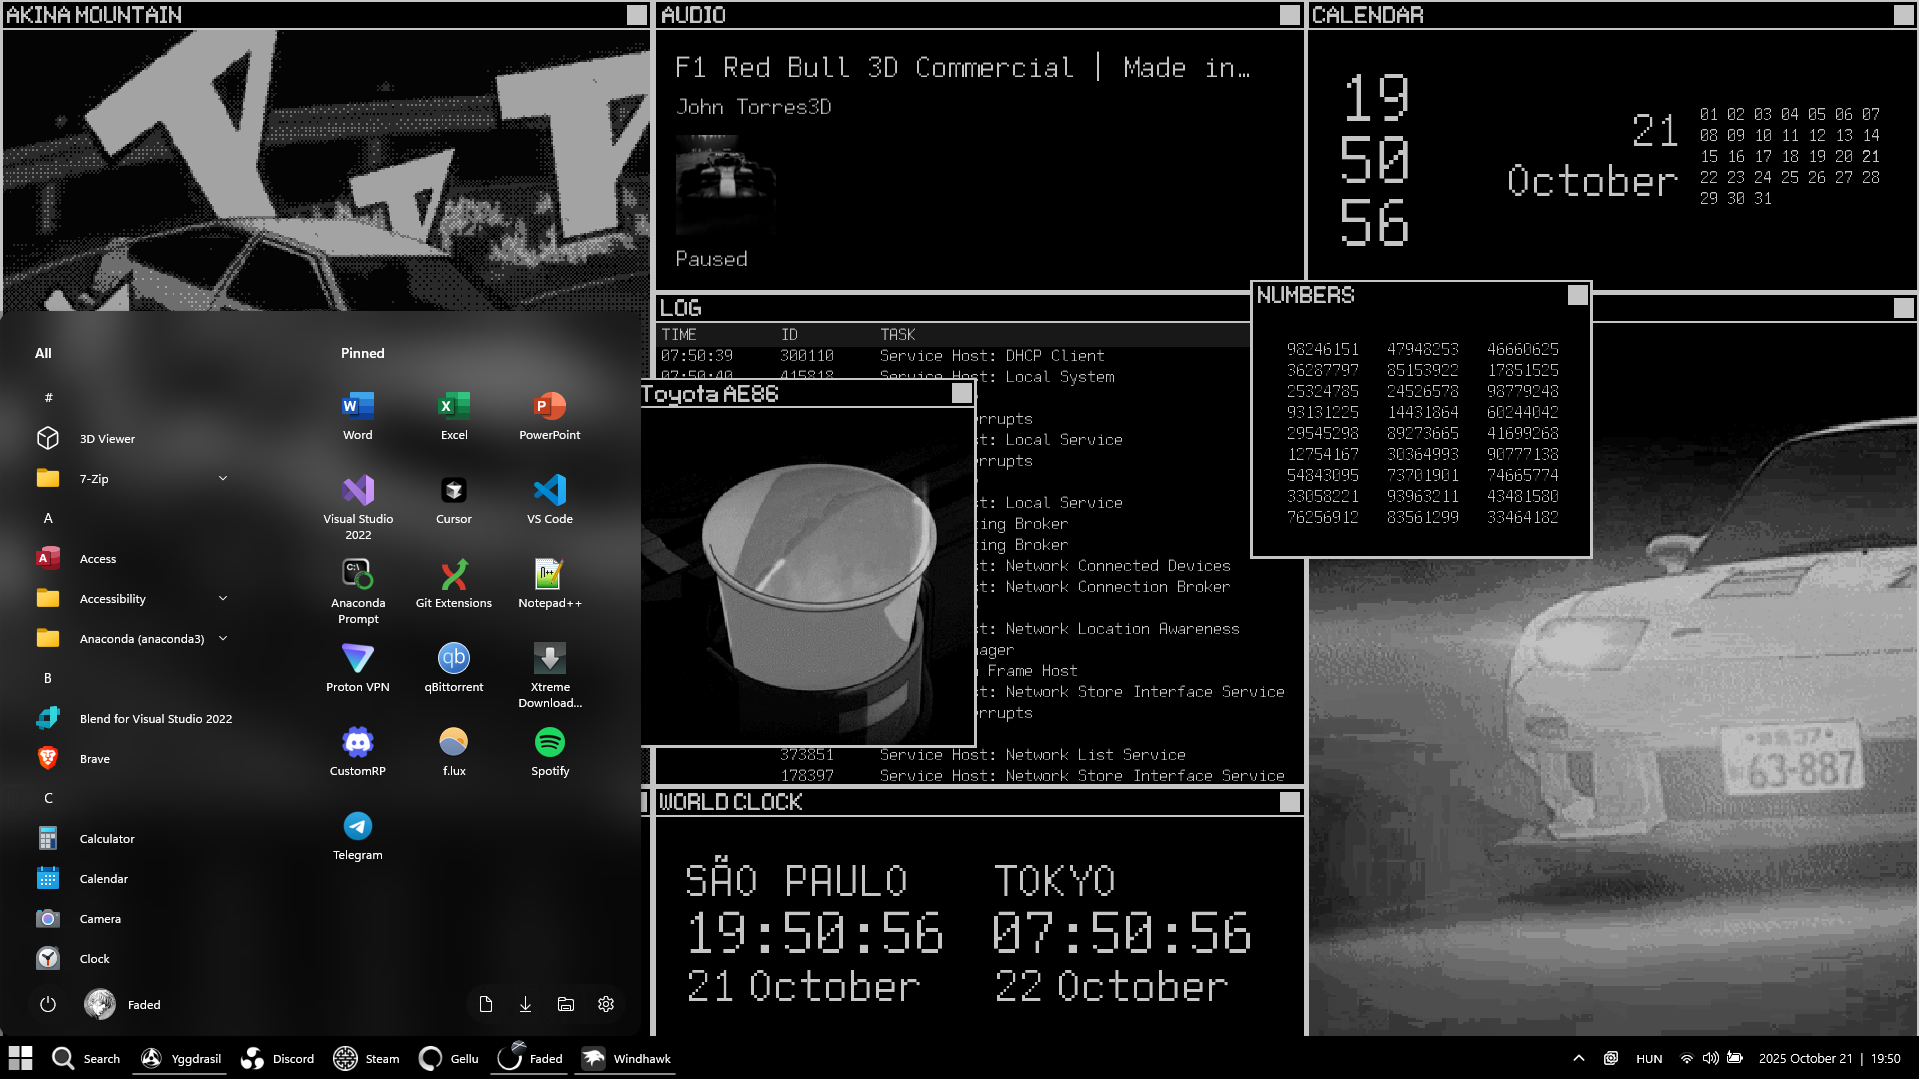 AKINA MOUNTAIN
AUDIO
F1 Red Bull 3D Commercial | Made in…
John Torres3D
Paused
CALENDAR
19
50
56
21
October
01 02 03 04 05 06 07
08 09 10 11 12 13 14
15 16 17 18 19 20 21
22 23 24 25 26 27 28
29 30 31
LOG
TIME ID TASK
07:50:39 300110 Service Host: DHCP Client
07:50:40 415818 Service Host: Local System
rrupts
t: Local Service
rrupts
t: Local Service
ing Broker
ing Broker
t: Network Connected Devices
t: Network Connection Broker
t: Network Location Awareness
ager
Frame Host
t: Network Store Interface Service
rrupts
373851 Service Host: Network List Service
178397 Service Host: Network Store Interface Service
NUMBERS
98246151 47948253 46660625
36287797 85153922 17851525
25324785 24526578 98779248
93131225 14431864 60244042
29545298 89273665 41699268
12754167 30364993 90777138
54843095 73701901 74665774
33058221 93963211 43481580
76256912 83561299 33464182
Toyota AE86
63-887
WORLD CLOCK
SÃO PAULO
19:50:56
21 October
TOKYO
07:50:56
22 October
All
#
3D Viewer
7-Zip
A
Access
Accessibility
Anaconda (anaconda3)
B
Blend for Visual Studio 2022
Brave
C
Calculator
Calendar
Camera
Clock
Pinned
Word
Excel
PowerPoint
Visual Studio
2022
Cursor
VS Code
Anaconda
Prompt
Git Extensions
Notepad++
Proton VPN
qBittorrent
Xtreme
Download...
CustomRP
f.lux
Spotify
Telegram
Faded
Search
Yggdrasil
Discord
Steam
Gellu
Faded
Windhawk
HUN
2025 October 21 | 19:50